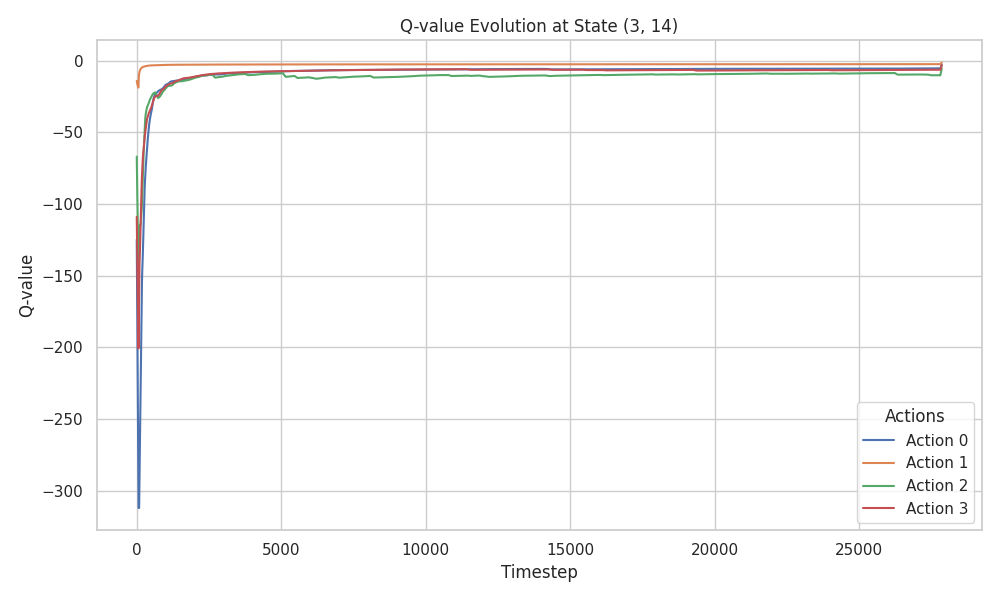 Q-value Evolution at State (3, 14)
0
−50
−100
−150
−200
−250
−300
Q-value
0
5000
10000
15000
20000
25000
Timestep
Actions
Action 0
Action 1
Action 2
Action 3